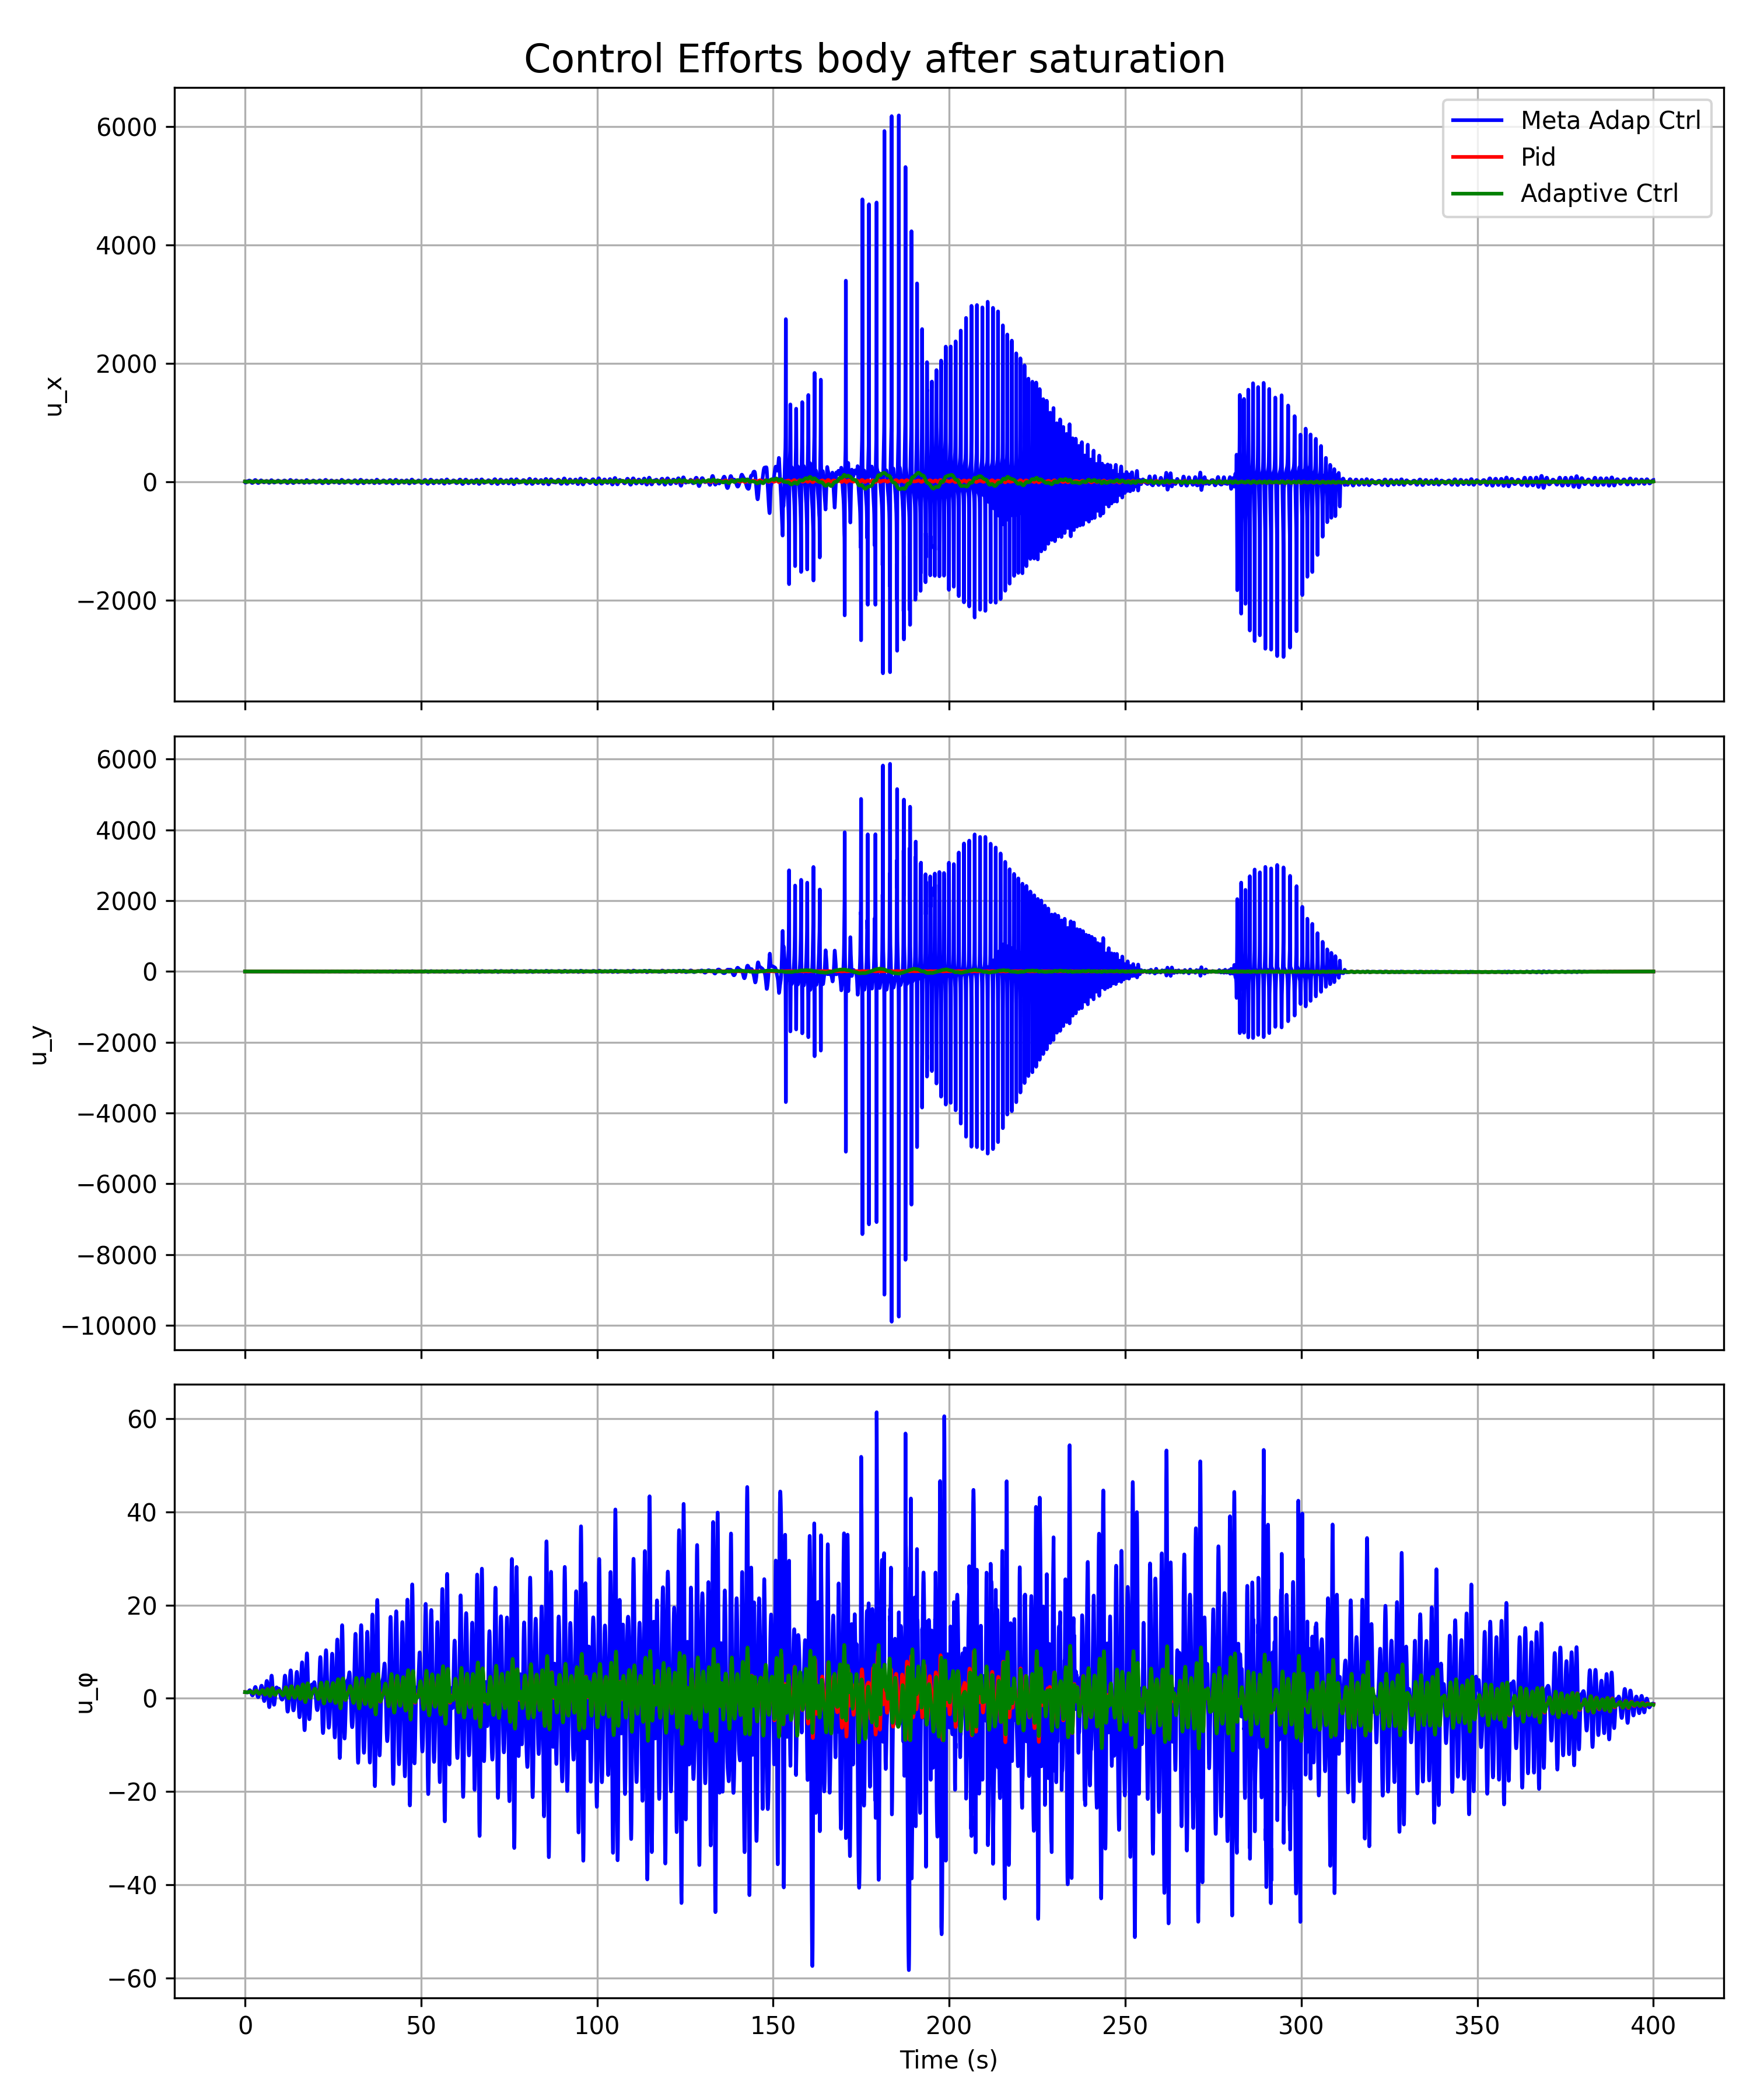 Control Efforts body after saturation
6000
4000
2000
0
−2000
u_x
Meta Adap Ctrl
Pid
Adaptive Ctrl
6000
4000
2000
0
−2000
−4000
−6000
−8000
−10000
u_y
60
40
20
0
−20
−40
−60
u_φ
0 50 100 150 200 250 300 350 400
Time (s)